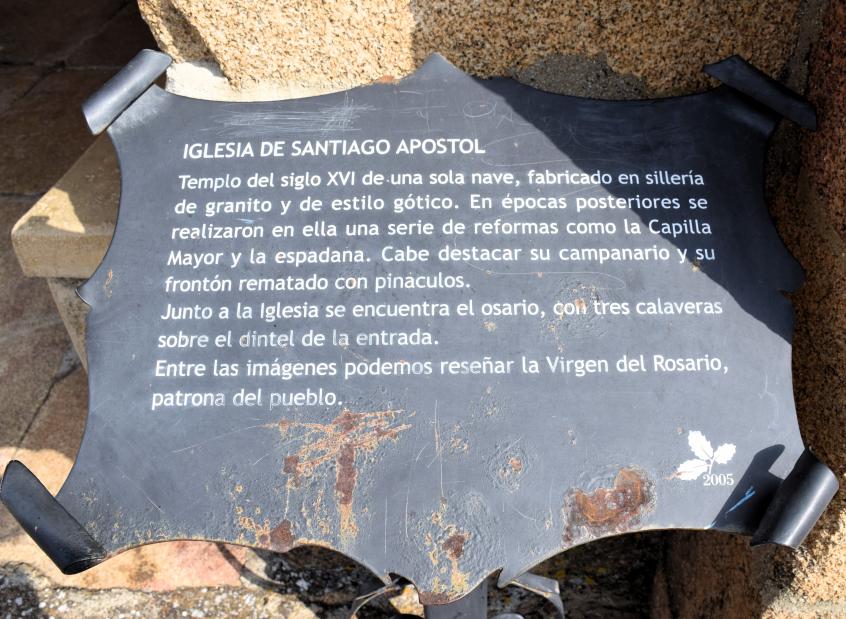 IGLESIA DE SANTIAGO APOSTOL
Templo del siglo XVI de una sola nave, fabricado en sillería
de granito y de estilo gótico. En épocas posteriores se
realizaron en ella una serie de reformas como la Capilla
Mayor y la espadana. Cabe destacar su campanario y su
frontón rematado con pinaculos.
Junto a la Iglesia se encuentra el osario, con tres calaveras
sobre el dintel de la entrada.
Entre las imágenes podemos reseñar la Virgen del Rosario,
patrona del pueblo.
2005